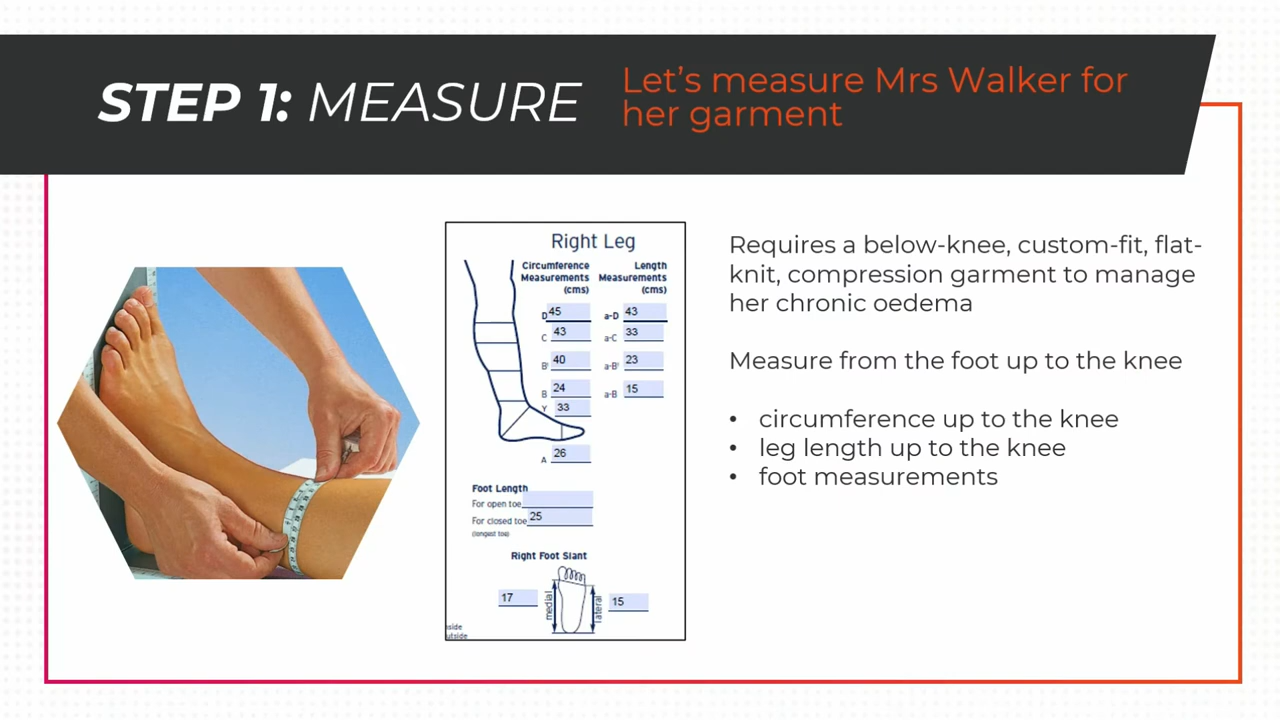 STEP 1: MEASURE
Let's measure Mrs Walker for
her garment
Right Leg
Circumference Length
Measurements Measurements
(cms) (cms)
D 45 a-D 43
C 43 a-C 33
B' 40 a-B' 23
B 24 a-B 15
Y 33
A 26
Foot Length
For open toe
For closed toe 25
(longest toe)
Right Foot Slant
17 medial lateral 15
side
utside
Requires a below-knee, custom-fit, flat-
knit, compression garment to manage
her chronic oedema
Measure from the foot up to the knee
• circumference up to the knee
• leg length up to the knee
• foot measurements